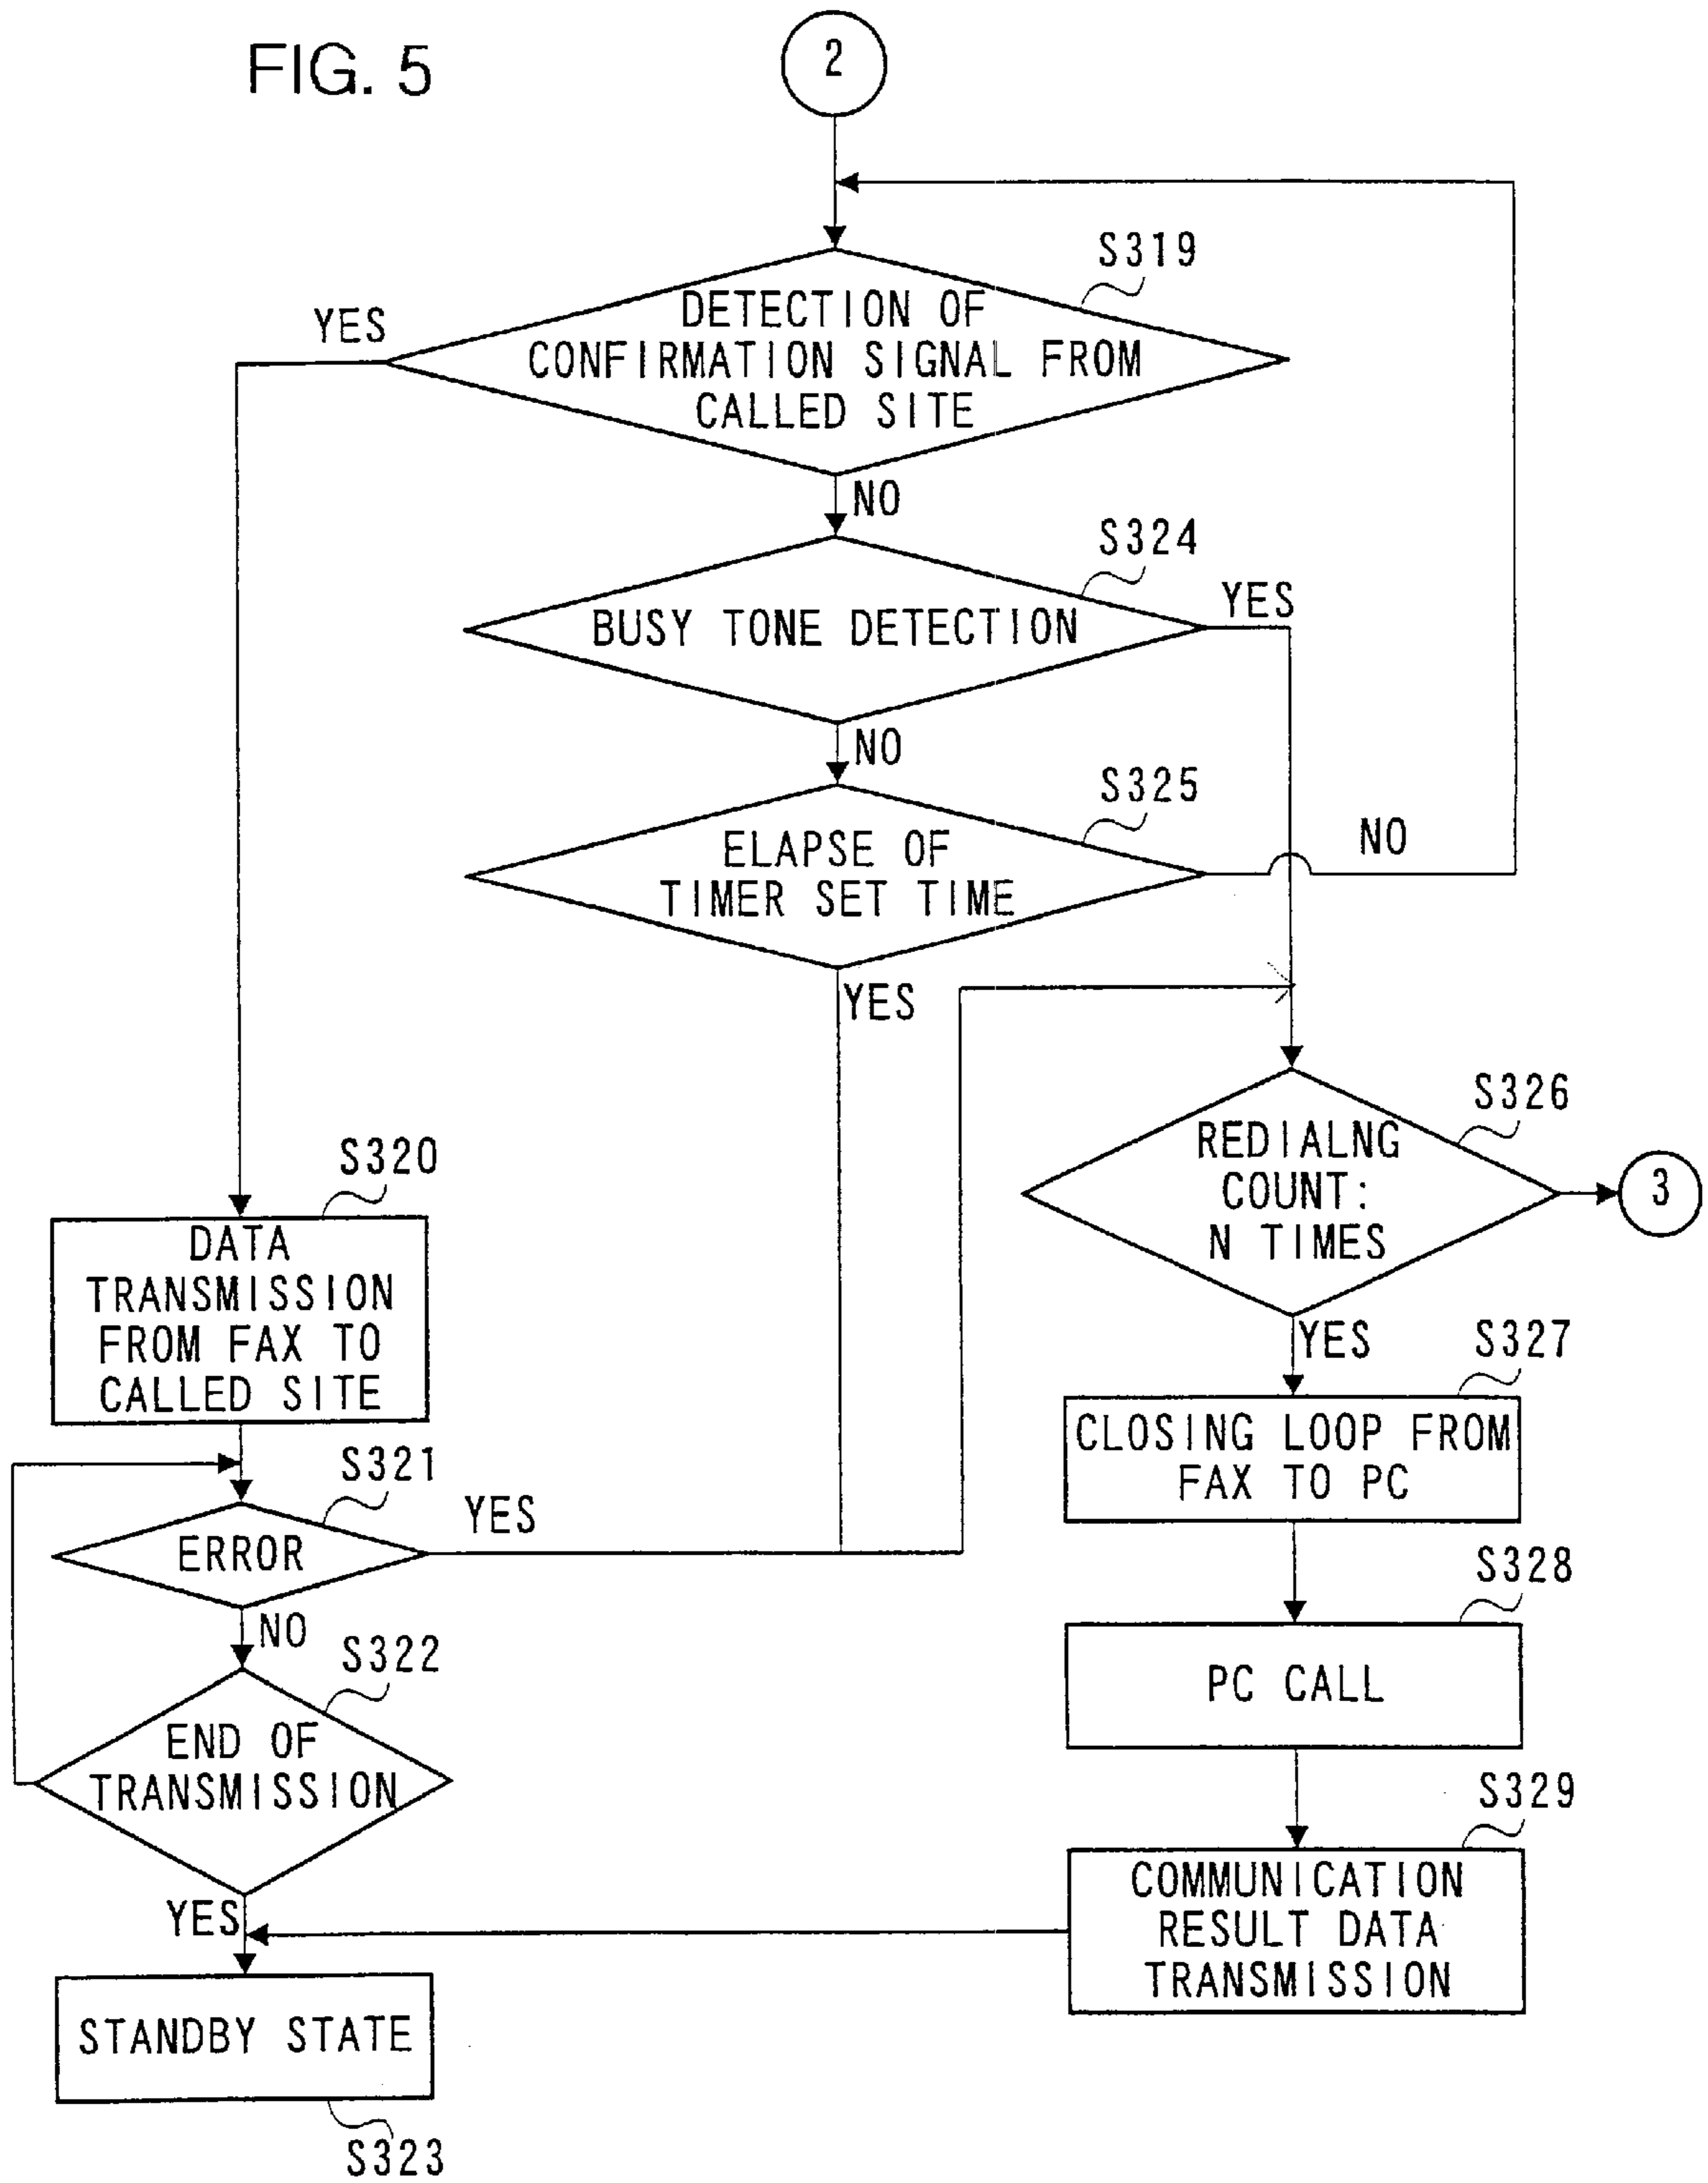 FIG. 5
2
S319
YES
DETECTION OF
CONFIRMATION SIGNAL FROM
CALLED SITE
NO
S324
YES
BUSY TONE DETECTION
NO
S325
NO
ELAPSE OF
TIMER SET TIME
YES
S326
REDIALNG
COUNT:
N TIMES
3
YES
S320
DATA
TRANSMISSION
FROM FAX TO
CALLED SITE
S327
CLOSING LOOP FROM
FAX TO PC
S321
YES
ERROR
NO
S328
PC CALL
S322
END OF
TRANSMISSION
YES
S329
COMMUNICATION
RESULT DATA
TRANSMISSION
STANDBY STATE
S323